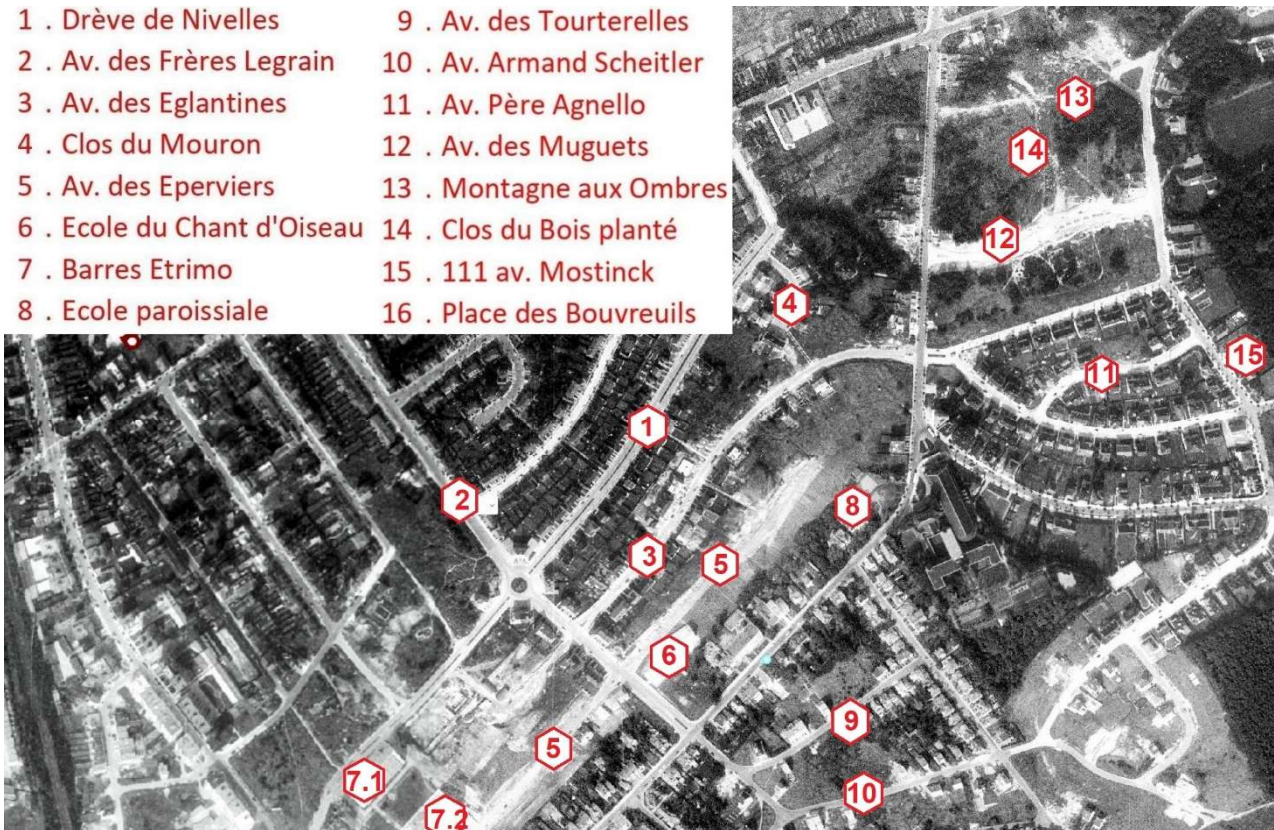 1 . Drève de Nivelles
2 . Av. des Frères Legrain
3 . Av. des Eglantines
4 . Clos du Mouron
5 . Av. des Eperviers
6 . Ecole du Chant d'Oiseau
7 . Barres Etrimo
8 . Ecole paroissiale
9 . Av. des Tourterelles
10 . Av. Armand Scheitler
11 . Av. Père Agnello
12 . Av. des Muguets
13 . Montagne aux Ombres
14 . Clos du Bois planté
15 . 111 av. Mostinck
16 . Place des Bouvreuils
13
14
12
4
15
11
1
2
8
3
5
6
9
5
7.1
10
7.2